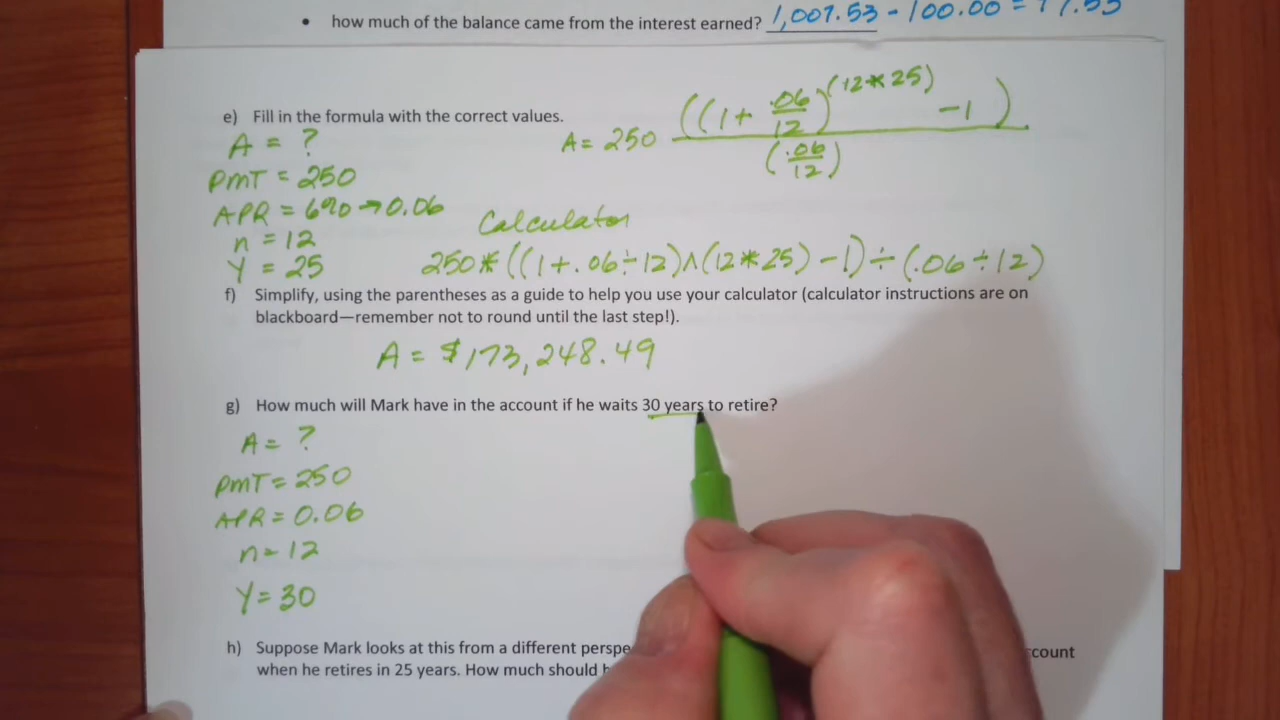 • how much of the balance came from the interest earned? 1,007.53 - 100.00 =
e) Fill in the formula with the correct values.
A = 250 ((1 + .06/12)^(12*25) - 1) / (.06/12)
A = ?
PMT = 250
APR = 6% → 0.06
n = 12
Y = 25
Calculator
250 * ((1 + .06 ÷ 12) ^ (12 * 25) - 1) ÷ (.06 ÷ 12)
f) Simplify, using the parentheses as a guide to help you use your calculator (calculator instructions are on
blackboard—remember not to round until the last step!).
A = $173,248.49
g) How much will Mark have in the account if he waits 30 years to retire?
A = ?
PMT = 250
APR = 0.06
n = 12
Y = 30
h) Suppose Mark looks at this from a different
when he retires in 25 years. How much should